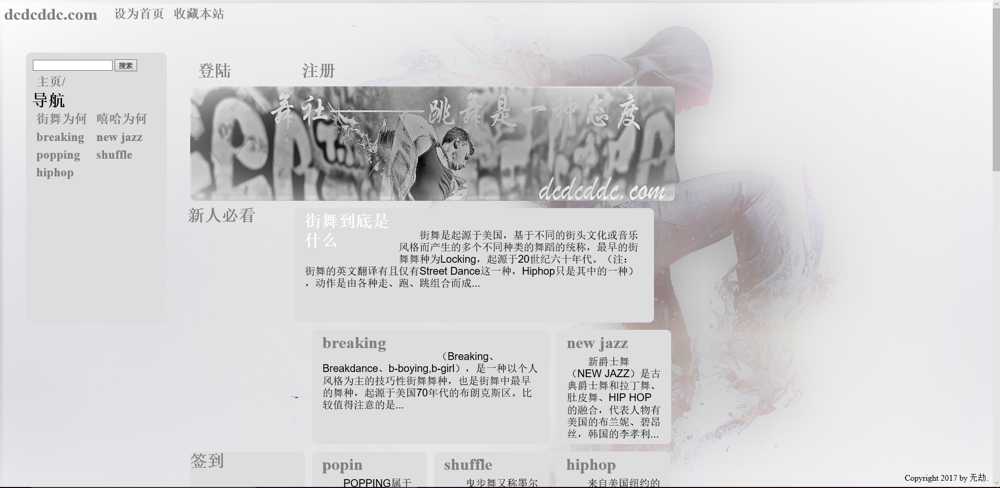 dcdcddc.com 设为首页 收藏本站
搜索
主页/
导航
街舞为何 嘻哈为何
breaking new jazz
popping shuffle
hiphop
登陆 注册
舞社————跳舞是一种态度
dcdcddc.com
新人必看
街舞到底是
什么
街舞是起源于美国，基于不同的街头文化或音乐
风格而产生的多个不同种类的舞蹈的统称，最早的街
舞舞种为Locking，起源于20世纪六十年代。（注：
街舞的英文翻译有且仅有Street Dance这一种，Hiphop只是其中的一种）
，动作是由各种走、跑、跳组合而成...
breaking
（Breaking、
Breakdance、b-boying,b-girl），是一种以个人
风格为主的技巧性街舞舞种，也是街舞中最早
的舞种，起源于美国70年代的布朗克斯区。比
较值得注意的是...
new jazz
新爵士舞
（NEW JAZZ）是古
典爵士舞和拉丁舞、
肚皮舞、HIP HOP
的融合，代表人物有
美国的布兰妮、碧昂
丝，韩国的李孝利...
签到
popin
POPPING属于
shuffle
曳步舞又称墨尔
hiphop
来自美国纽约的
Copyright 2017 by 无劫.